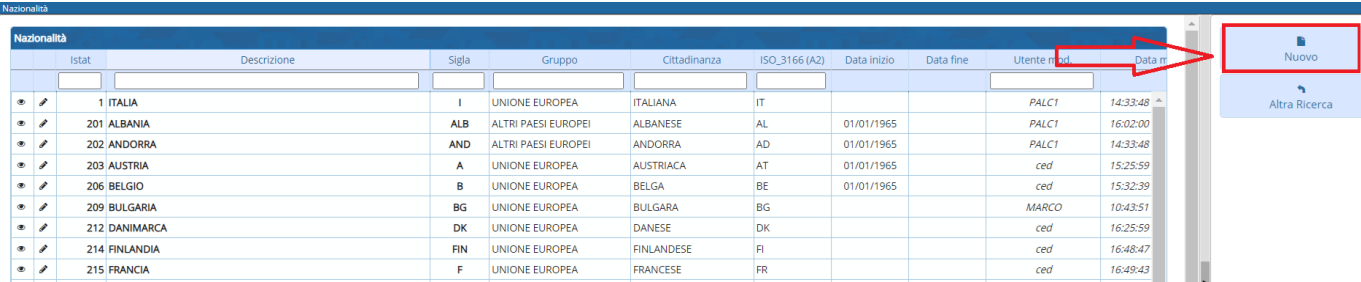 Nazionalità
Nazionalità
Istat Descrizione Sigla Gruppo Cittadinanza ISO_3166 (A2) Data inizio Data fine Utente mod. Data m
1 ITALIA I UNIONE EUROPEA ITALIANA IT PALC1 14:33:48
201 ALBANIA ALB ALTRI PAESI EUROPEI ALBANESE AL 01/01/1965 PALC1 16:02:00
202 ANDORRA AND ALTRI PAESI EUROPEI ANDORRA AD 01/01/1965 PALC1 14:33:48
203 AUSTRIA A UNIONE EUROPEA AUSTRIACA AT 01/01/1965 ced 15:25:59
206 BELGIO B UNIONE EUROPEA BELGA BE 01/01/1965 ced 15:32:39
209 BULGARIA BG UNIONE EUROPEA BULGARA BG MARCO 10:43:51
212 DANIMARCA DK UNIONE EUROPEA DANESE DK ced 16:25:59
214 FINLANDIA FIN UNIONE EUROPEA FINLANDESE FI ced 16:48:47
215 FRANCIA F UNIONE EUROPEA FRANCESE FR ced 16:49:43
Nuovo
Altra Ricerca